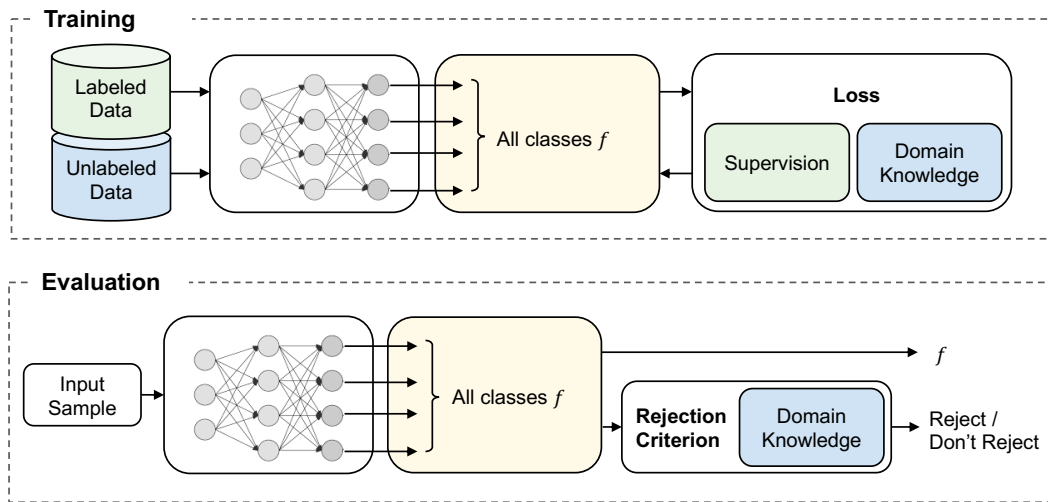 Training
Labeled
Data
Unlabeled
Data
All classes f
Loss
Supervision
Domain
Knowledge
Evaluation
Input
Sample
All classes f
f
Rejection
Criterion
Domain
Knowledge
Reject /
Don't Reject